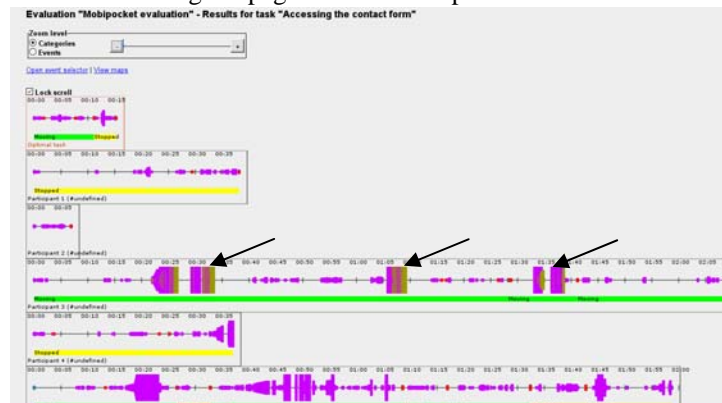 Evaluation "Mobipocket evaluation" - Results for task "Accessing the contact form"
Zoom level
Categories
Events
Open event selector | View maps
Lock scroll
00:00 00:05 00:10 00:15
Moving Stopped
Optimal task
00:00 00:05 00:10 00:15 00:20 00:25 00:30 00:35
Stopped
Participant 1 (#undefined)
00:00 00:05
Participant 2 (#undefined)
00:00 00:05 00:10 00:15 00:20 00:25 00:30 00:35 00:40 00:45 00:50 00:55 01:00 01:05 01:10 01:15 01:20 01:25 01:30 01:35 01:40 01:45 01:50 01:55 02:00 02:05
Moving Moving Moving
Participant 3 (#undefined)
00:00 00:05 00:10 00:15 00:20 00:25 00:30 00:35
Stopped
Participant 4 (#undefined)
00:00 00:05 00:10 00:15 00:20 00:25 00:30 00:35 00:40 00:45 00:50 00:55 01:00 01:05 01:10 01:15 01:20 01:25 01:30 01:35 01:40 01:45 01:50 01:55